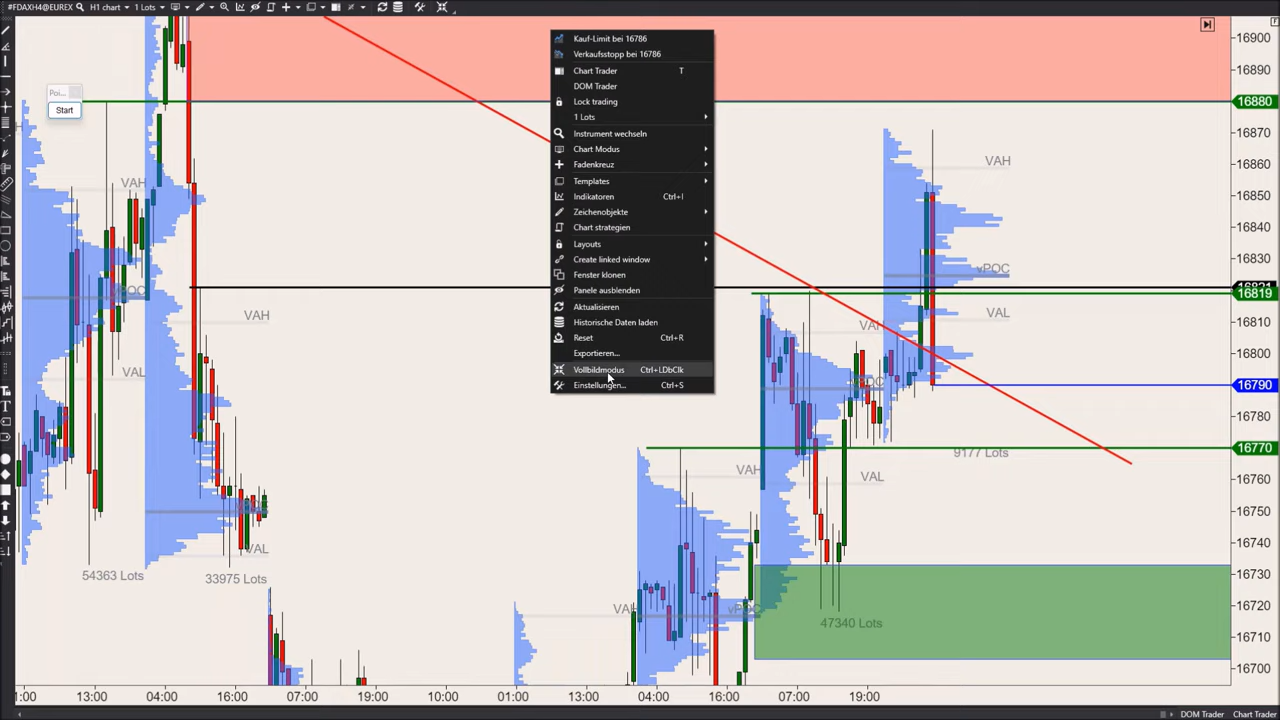 #FDAXH4@EUREX
H1 chart
1 Lots
Poi...
Start
Kauf-Limit bei 16786
Verkaufsstopp bei 16786
Chart Trader T
DOM Trader
Lock trading
1 Lots
Instrument wechseln
Chart Modus
Fadenkreuz
Templates
Indikatoren Ctrl+I
Zeichenobjekte
Chart strategien
Layouts
Create linked window
Fenster klonen
Panele ausblenden
Aktualisieren
Historische Daten laden
Reset Ctrl+R
Exportieren...
Vollbildmodus Ctrl+LDbClk
Einstellungen... Ctrl+S
VAH
VAL
54363 Lots
VAH
VAL
33975 Lots
VAH
vPOC
VAH
VAL
47340 Lots
VAH
vPOC
VAL
9177 Lots
16900
16890
16880
16870
16860
16850
16840
16830
16819
16810
16800
16790
16780
16770
16760
16750
16740
16730
16720
16710
16700
13:00
04:00
16:00
07:00
19:00
10:00
01:00
13:00
04:00
16:00
07:00
19:00
DOM Trader
Chart Trader